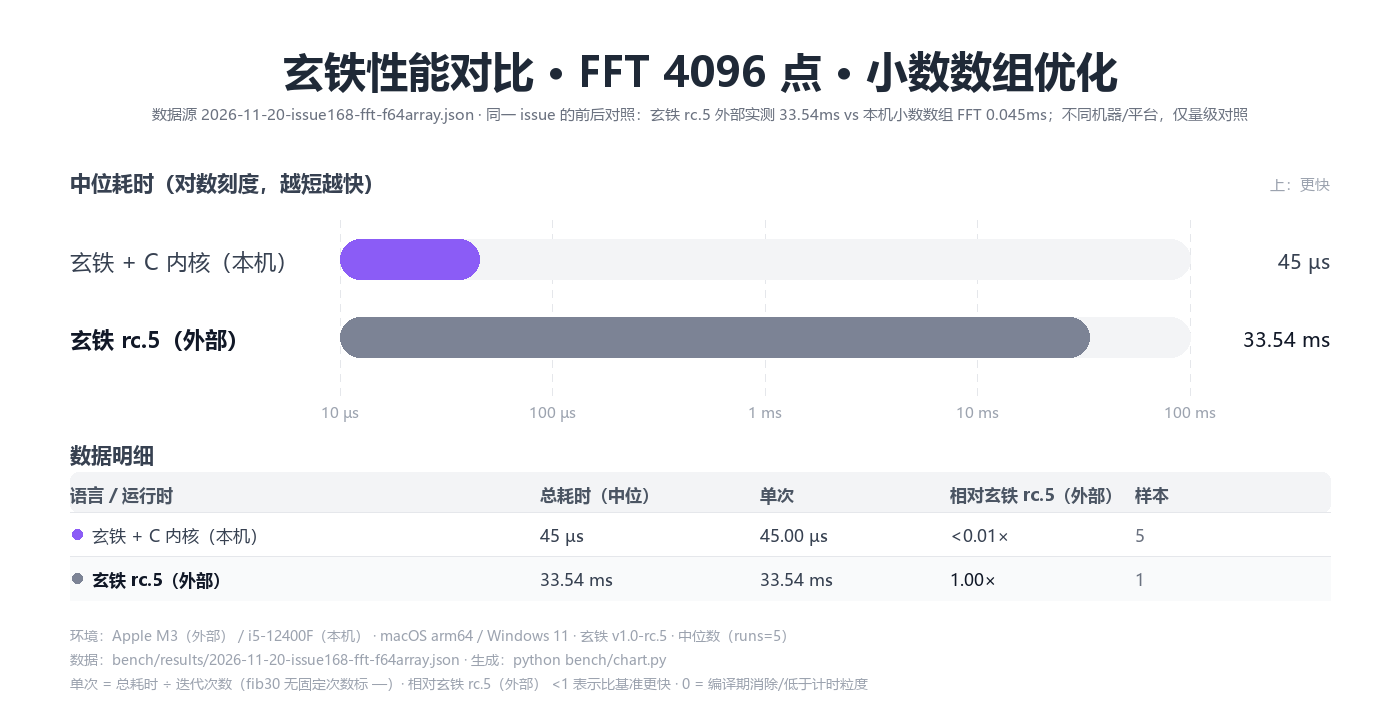 玄铁性能对比 • FFT 4096 点 • 小数数组优化
数据源 2026-11-20-issue168-fft-f64array.json · 同一 issue 的前后对照：玄铁 rc.5 外部实测 33.54ms vs 本机小数数组 FFT 0.045ms；不同机器/平台，仅量级对照
中位耗时（对数刻度，越短越快）
上：更快
玄铁 + C 内核（本机）
45 µs
玄铁 rc.5（外部）
33.54 ms
10 µs 100 µs 1 ms 10 ms 100 ms
数据明细
语言 / 运行时 总耗时（中位） 单次 相对玄铁 rc.5（外部） 样本
玄铁 + C 内核（本机） 45 µs 45.00 µs <0.01× 5
玄铁 rc.5（外部） 33.54 ms 33.54 ms 1.00× 1
环境：Apple M3（外部） / i5-12400F（本机） · macOS arm64 / Windows 11 · 玄铁 v1.0-rc.5 · 中位数（runs=5）
数据：bench/results/2026-11-20-issue168-fft-f64array.json · 生成：python bench/chart.py
单次 = 总耗时 ÷ 迭代次数（fib30 无固定次数标 —）· 相对玄铁 rc.5（外部） <1 表示比基准更快 · 0 = 编译期消除/低于计时粒度